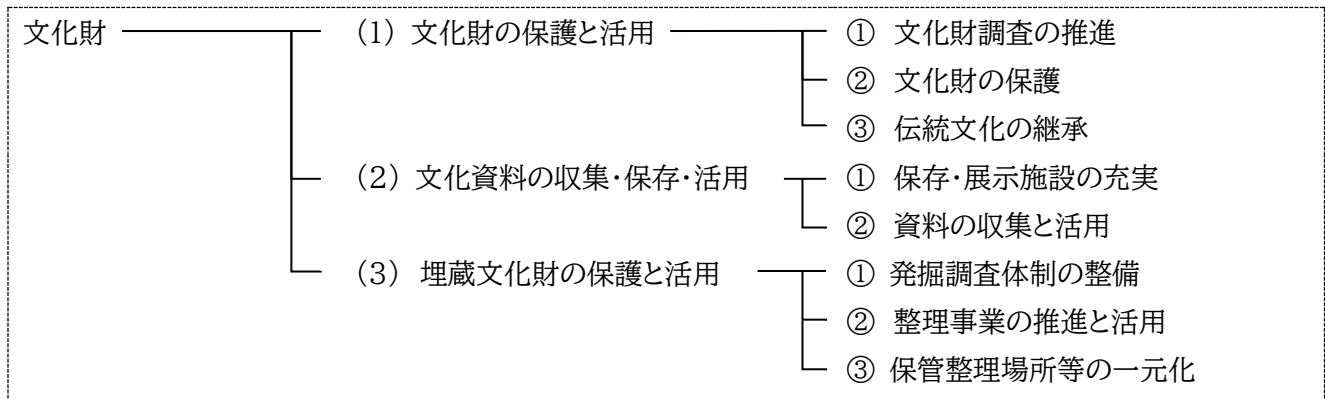 文化財 (1) 文化財の保護と活用 ① 文化財調査の推進
② 文化財の保護
③ 伝統文化の継承
(2) 文化資料の収集・保存・活用 ① 保存・展示施設の充実
② 資料の収集と活用
(3) 埋蔵文化財の保護と活用 ① 発掘調査体制の整備
② 整理事業の推進と活用
③ 保管整理場所等の一元化